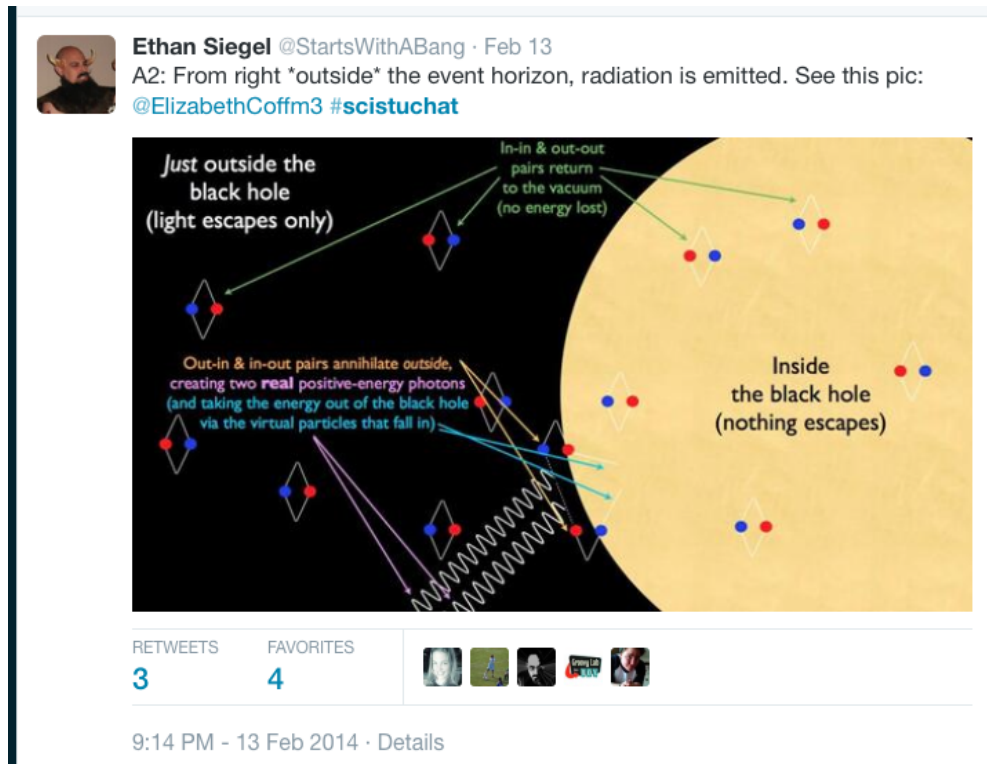 Ethan Siegel @StartsWithABang · Feb 13
A2: From right *outside* the event horizon, radiation is emitted. See this pic:
@ElizabethCoffm3 #scistuchat
Just outside the
black hole
(light escapes only)
In-in & out-out
pairs return
to the vacuum
(no energy lost)
Out-in & in-out pairs annihilate outside,
creating two real positive-energy photons
(and taking the energy out of the black hole
via the virtual particles that fall in)
Inside
the black hole
(nothing escapes)
RETWEETS
3
FAVORITES
4
Groovy Lab
9:14 PM - 13 Feb 2014 · Details